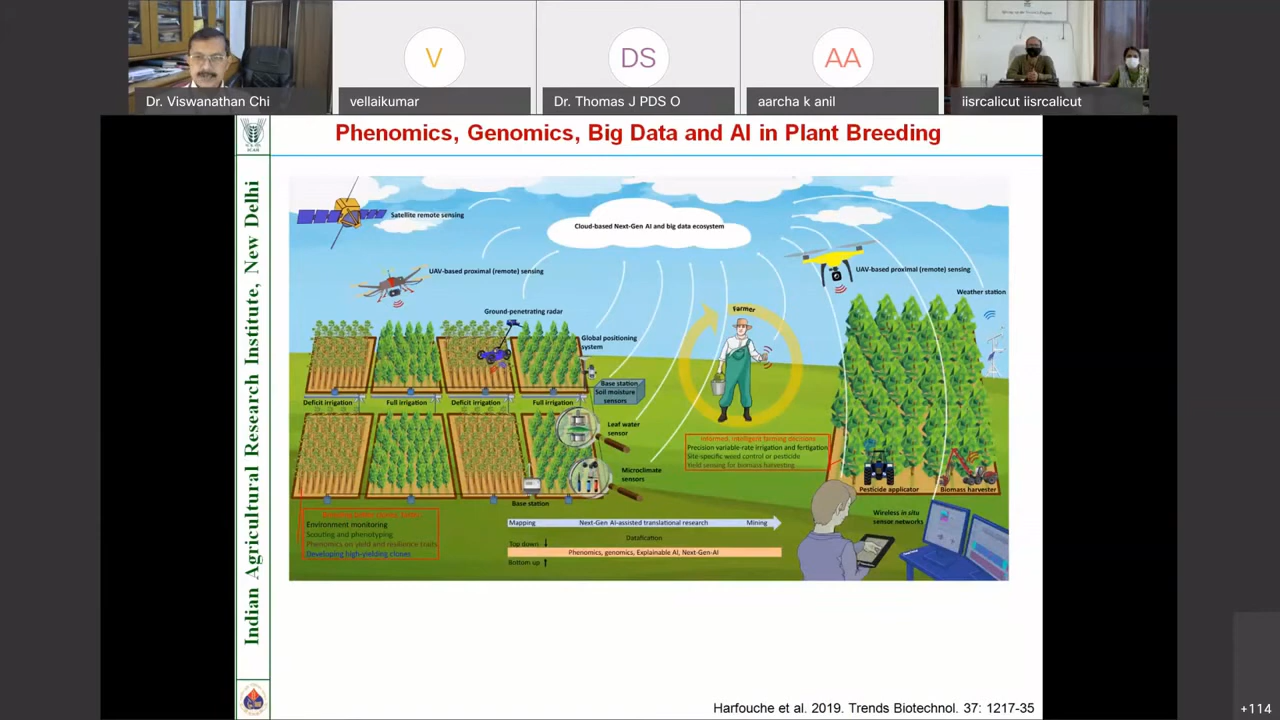 V
DS
AA
Dr. Viswanathan Chi
vellaikumar
Dr. Thomas J PDS O
aarcha k anil
iisrcalicut iisrcalicut
Phenomics, Genomics, Big Data and AI in Plant Breeding
Indian Agricultural Research Institute, New Delhi
Satellite remote sensing
Cloud-based Next-Gen AI and big data ecosystem
UAV-based proximal (remote) sensing
UAV-based proximal (remote) sensing
Weather station
Ground-penetrating radar
Farmer
Global positioning
system
Base station
Soil moisture
sensors
Deficit irrigation
Full irrigation
Deficit irrigation
Full irrigation
Leaf water
sensor
Informed, intelligent farming decisions
Precision variable-rate irrigation and fertigation
Site-specific weed control or pesticide
Yield sensing for biomass harvesting
Microclimate
sensors
Pesticide applicator
Biomass harvester
Base station
Environment monitoring
Scouting and phenotyping
Phenomics on yield and resilience traits
Developing high-yielding clones
Mapping
Next-Gen AI-assisted translational research
Mining
Wireless in situ
sensor networks
Datafication
Top down
Phenomics, genomics, Explainable AI, Next-Gen-AI
Bottom up
Harfouche et al. 2019. Trends Biotechnol. 37: 1217-35
+114